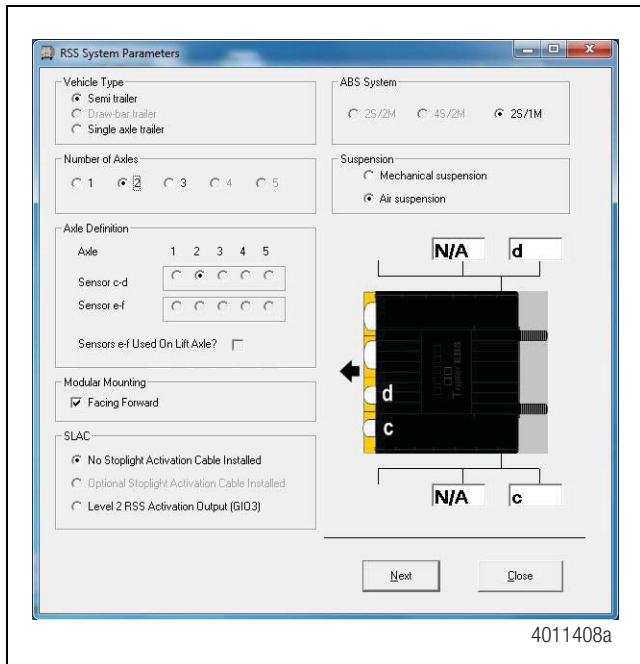 RSS System Parameters
Vehicle Type
Semi trailer
Draw-bar trailer
Single axle trailer
ABS System
2S/2M 4S/2M 2S/1M
Number of Axles
1 2 3 4 5
Suspension
Mechanical suspension
Air suspension
Axle Definition
Axle 1 2 3 4 5
Sensor c-d
Sensor e-f
Sensors e-f Used On Lift Axle?
N/A d
Trailer EBS
d
c
N/A c
Modular Mounting
Facing Forward
SLAC
No Stoplight Activation Cable Installed
Optional Stoplight Activation Cable Installed
Level 2 RSS Activation Output (GIO3)
Next Close
4011408a